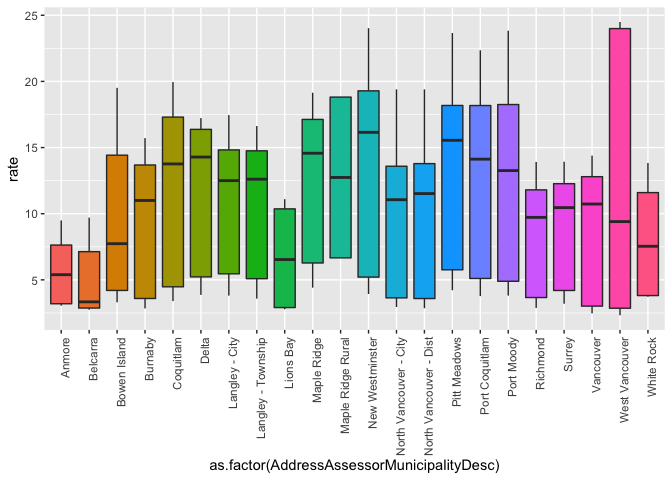 25
20
15
10
5
rate
Anmore
Belcarra
Bowen Island
Burnaby
Coquitlam
Delta
Langley - City
Langley - Township
Lions Bay
Maple Ridge
Maple Ridge Rural
New Westminster
North Vancouver - City
North Vancouver - Dist
Pitt Meadows
Port Coquitlam
Port Moody
Richmond
Surrey
Vancouver
West Vancouver
White Rock
as.factor(AddressAssessorMunicipalityDesc)